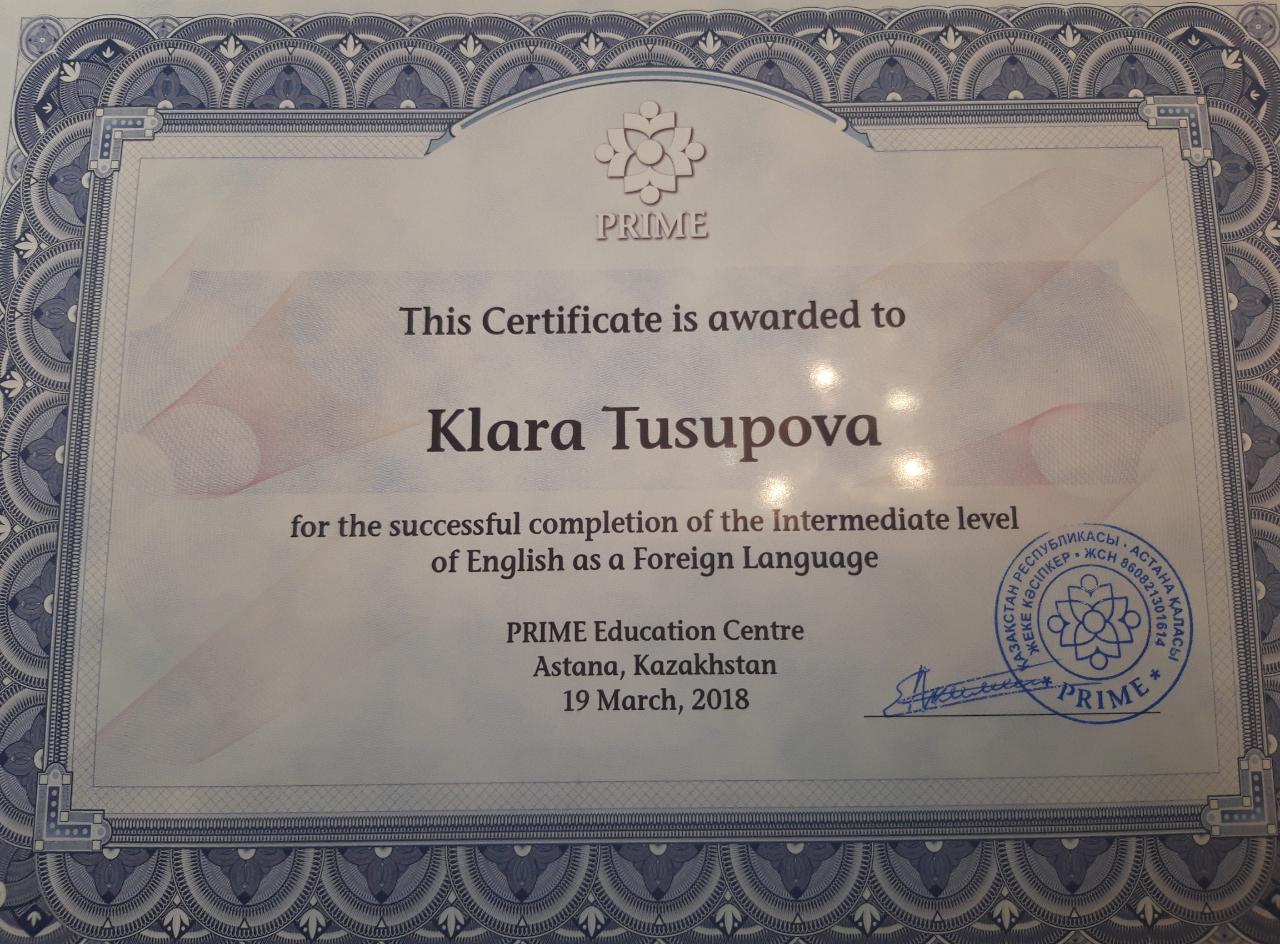 PRIME
This Certificate is awarded to
Klara Tusupova
for the successful completion of the Intermediate level
of English as a Foreign Language
PRIME Education Centre
Astana, Kazakhstan
19 March, 2018
ҚАЗАҚСТАН РЕСПУБЛИКАСЫ • АСТАНА ҚАЛАСЫ
ЖЕКЕ КӘСІПКЕР • ЖСН 860821301614
* PRIME *